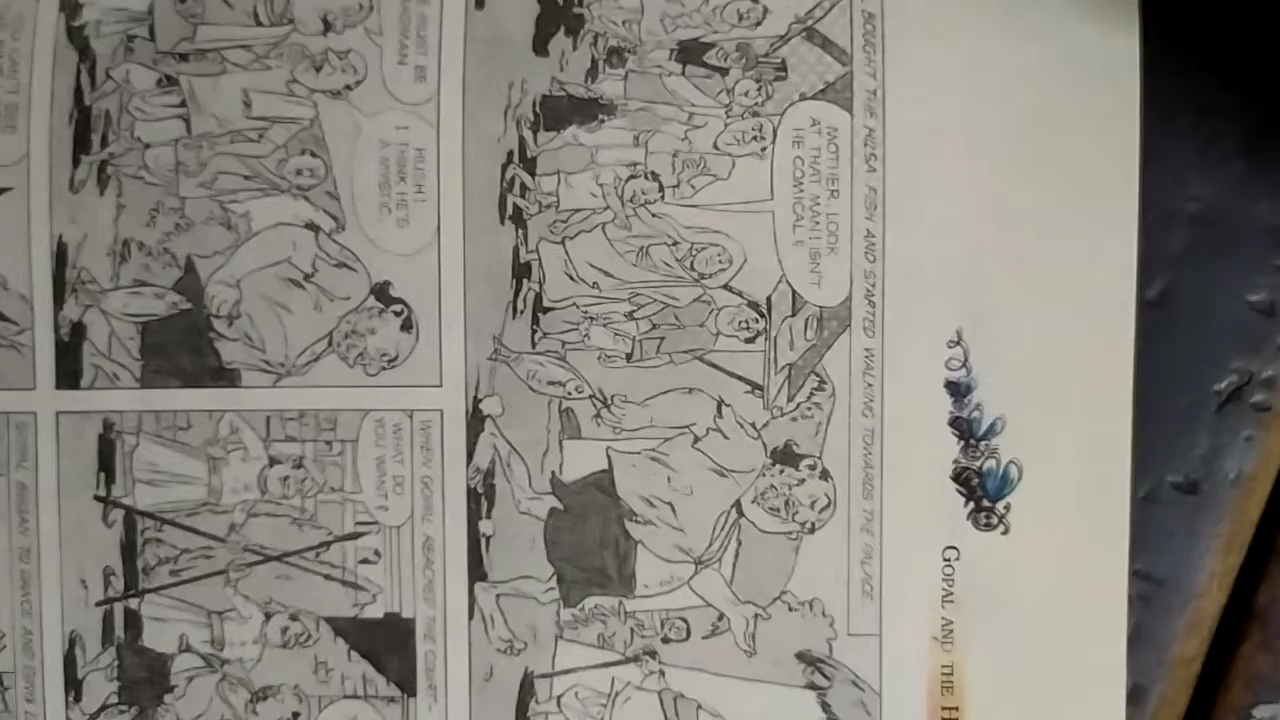 GOPAL AND THE H
BOUGHT THE HILSA FISH AND STARTED WALKING TOWARDS THE PALACE.
MOTHER, LOOK
AT THAT MAN! ISN'T
HE COMICAL?
MUST BE
HUSH!
I THINK HE'S
A MYSTIC.
WHEN GOPAL REACHED THE COURT—
WHAT DO
YOU WANT?
GOPAL BEGAN TO DANCE AND SING